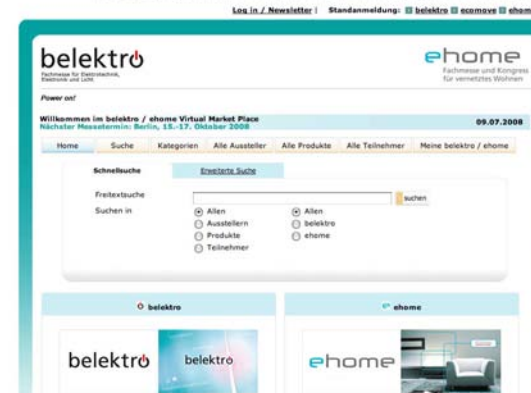 Log in / Newsletter | Standanmeldung: belektro ecomove ehom
belektro
Fachmesse für Elektrotechnik,
Elektronik und Licht
ehome
Fachmesse und Kongress
für vernetztes Wohnen
Power on!
Willkommen im belektro / ehome Virtual Market Place
Nächster Messetermin: Berlin, 15.-17. Oktober 2008
09.07.2008
Home Suche Kategorien Alle Aussteller Alle Produkte Alle Teilnehmer Meine belektro / ehome
Schnellsuche Erweiterte Suche
Freitextsuche suchen
Suchen in Allen Allen
Ausstellern belektro
Produkte ehome
Teilnehmer
belektro ehome
belektro belektro ehome